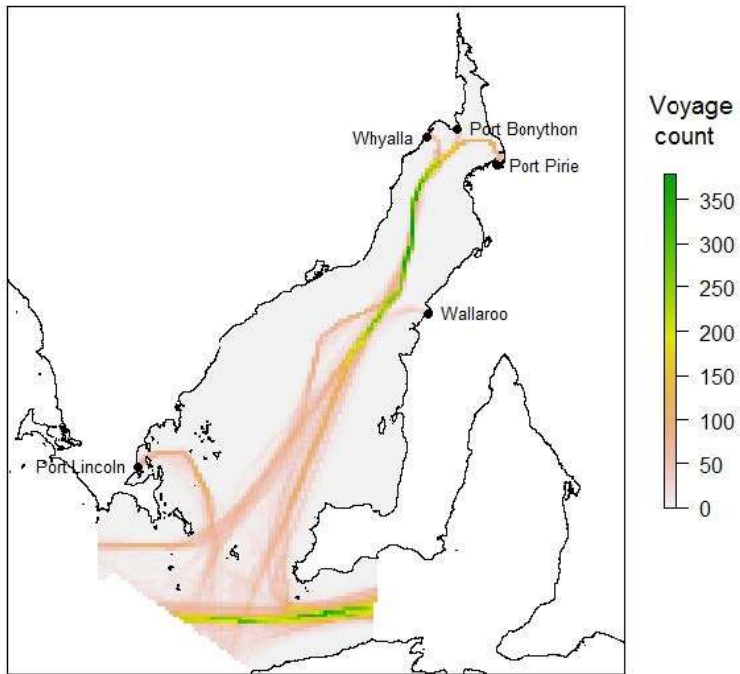 Port Bonython
Whyalla
Port Pirie
Wallaroo
Port Lincoln
Voyage
count
350
300
250
200
150
100
50
0